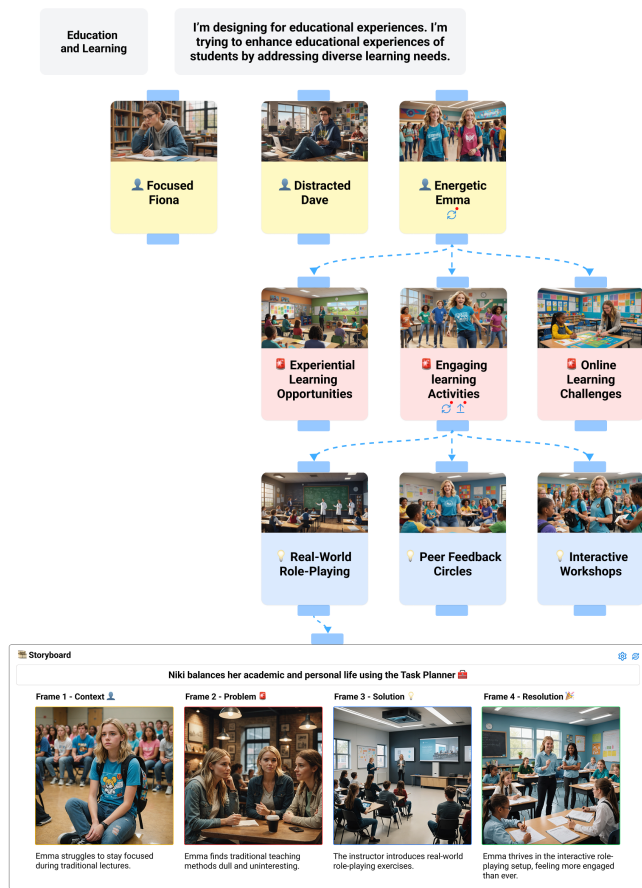 Education
and Learning
I'm designing for educational experiences. I'm
trying to enhance educational experiences of
students by addressing diverse learning needs.
Focused
Fiona
Distracted
Dave
Energetic
Emma
Experiential
Learning
Opportunities
Engaging
learning
Activities
Online
Learning
Challenges
Real-World
Role-Playing
Peer Feedback
Circles
Interactive
Workshops
Storyboard
Niki balances her academic and personal life using the Task Planner
Frame 1 - Context
Frame 2 - Problem
Frame 3 - Solution
Frame 4 - Resolution
Emma struggles to stay focused
during traditional lectures.
Emma finds traditional teaching
methods dull and uninteresting.
The instructor introduces real-world
role-playing exercises.
Emma thrives in the interactive role-
playing setup, feeling more engaged
than ever.